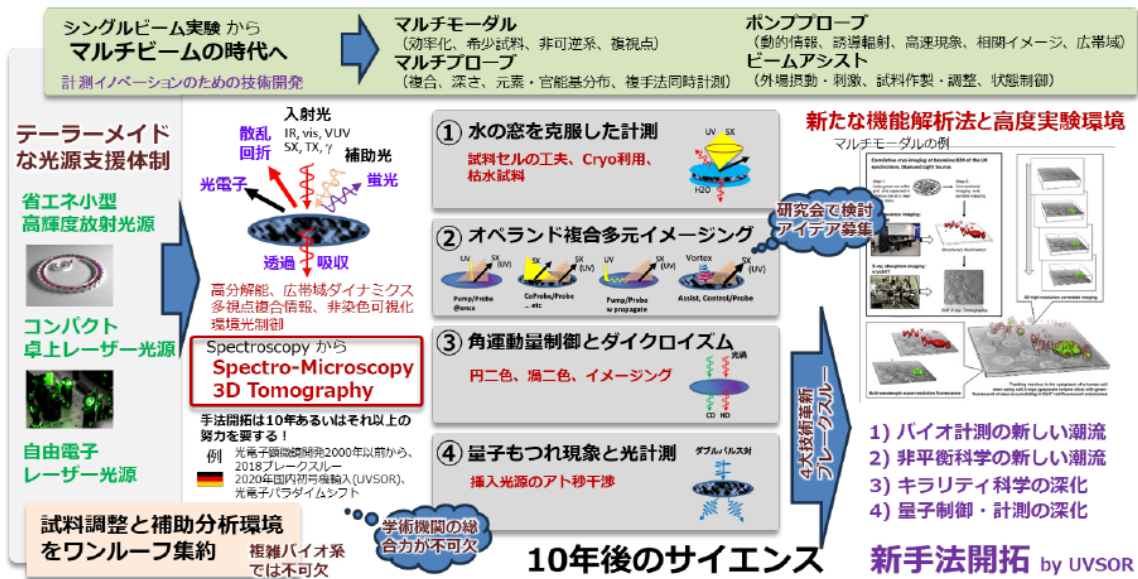 シングルビーム実験 から
マルチビームの時代へ
計測イノベーションのための技術開発
マルチモーダル
（効率化、希少試料、非可逆系、複視点）
マルチプローブ
（複合、深さ、元素・官能基分布、複手法同時計測）
ポンププローブ
（動的情報、誘導輻射、高速現象、相関イメージ、広帯域）
ビームアシスト
（外場摂動・刺激、試料作製・調整、状態制御）
テーラーメイド
な光源支援体制
省エネ小型
高輝度放射光源
コンパクト
卓上レーザー光源
自由電子
レーザー光源
試料調整と補助分析環境
をワンルーフ集約
複雑バイオ系
では不可欠
入射光
IR, vis, VUV
SX, TX, γ
散乱
回折
補助光
光電子
蛍光
透過
吸収
高分解能、広帯域ダイナミクス
多視点複合情報、非染色可視化
環境光制御
Spectroscopy から
Spectro-Microscopy
3D Tomography
手法開拓は10年あるいはそれ以上の
努力を要する！
例
光電子顕微鏡開発2000年以前から、
2018ブレークスルー
2020年国内初号機輸入(UVSOR)、
光電子パラダイムシフト
学術機関の総
合力が不可欠
① 水の窓を克服した計測
試料セルの工夫、Cryo利用、
枯水試料
UV SX
H2O
② オペランド複合多元イメージング
UV SX (UV)
Pump/Probe
@once
SX SX (UV)
CoProbe/Probe
... etc
UV SX (UV)
Pump/Probe
w propagate
Vortex SX (UV)
Assist, Control/Probe
研究会で検討
アイデア募集
③ 角運動量制御とダイクロイズム
円二色、渦二色、イメージング
光渦
CD HD
④ 量子もつれ現象と光計測
挿入光源のアト秒干渉
ダブルパルス対
4大技術革新
ブレークスルー
新たな機能解析法と高度実験環境
マルチモーダルの例
Correlative cryo-imaging at beamline B24 of the UK
synchrotron, Diamond Light Source.
1) バイオ計測の新しい潮流
2) 非平衡科学の新しい潮流
3) キラリティ科学の深化
4) 量子制御・計測の深化
10年後のサイエンス
新手法開拓 by UVSOR